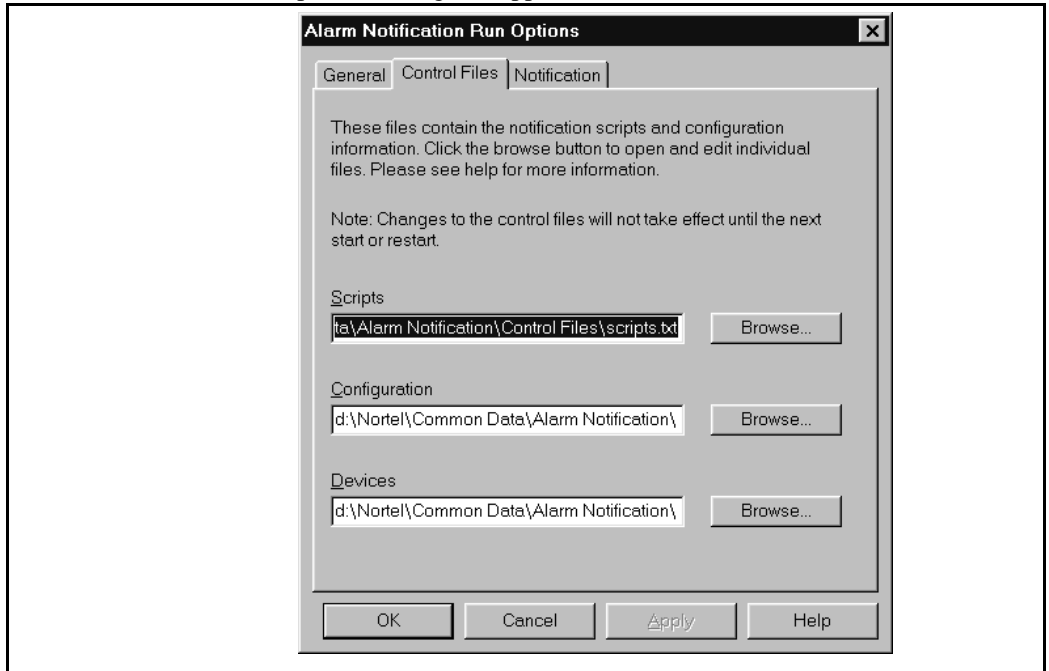 Alarm Notification Run Options
General Control Files Notification
These files contain the notification scripts and configuration
information. Click the browse button to open and edit individual
files. Please see help for more information.
Note: Changes to the control files will not take effect until the next
start or restart.
Scripts
ta\Alarm Notification\Control Files\scripts.txt Browse...
Configuration
d:\Nortel\Common Data\Alarm Notification\ Browse...
Devices
d:\Nortel\Common Data\Alarm Notification\ Browse...
OK Cancel Apply Help